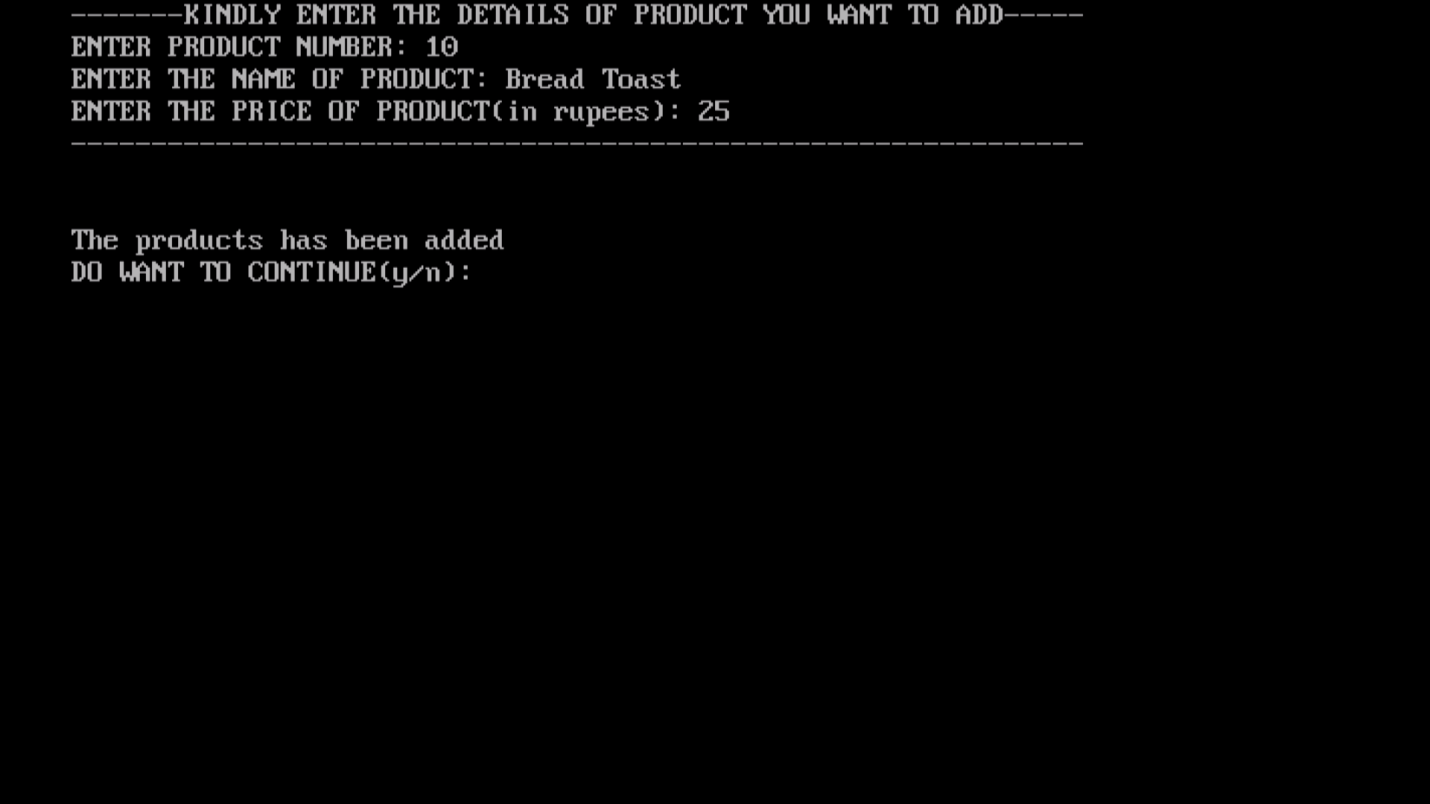 -------KINDLY ENTER THE DETAILS OF PRODUCT YOU WANT TO ADD-----
ENTER PRODUCT NUMBER: 10
ENTER THE NAME OF PRODUCT: Bread Toast
ENTER THE PRICE OF PRODUCT(in rupees): 25
---------------------------------------------------------------
The products has been added
DO WANT TO CONTINUE(y/n):